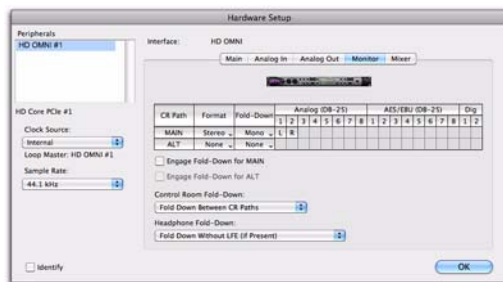 Hardware Setup
Peripherals
HD OMNI #1
Interface: HD OMNI
Main Analog In Analog Out Monitor Mixer
HD Core PCIe #1
Clock Source:
Internal
Loop Master: HD OMNI #1
Sample Rate:
44.1 kHz
CR Path Format Fold-Down Analog (DB-25) AES/EBU (DB-25) Dig
1 2 3 4 5 6 7 8 1 2 3 4 5 6 7 8 1 2
MAIN Stereo Mono L R
ALT None None
Engage Fold-Down for MAIN
Engage Fold-Down for ALT
Control Room Fold-Down:
Fold Down Between CR Paths
Headphone Fold-Down:
Fold Down Without LFE (if Present)
Identify
OK